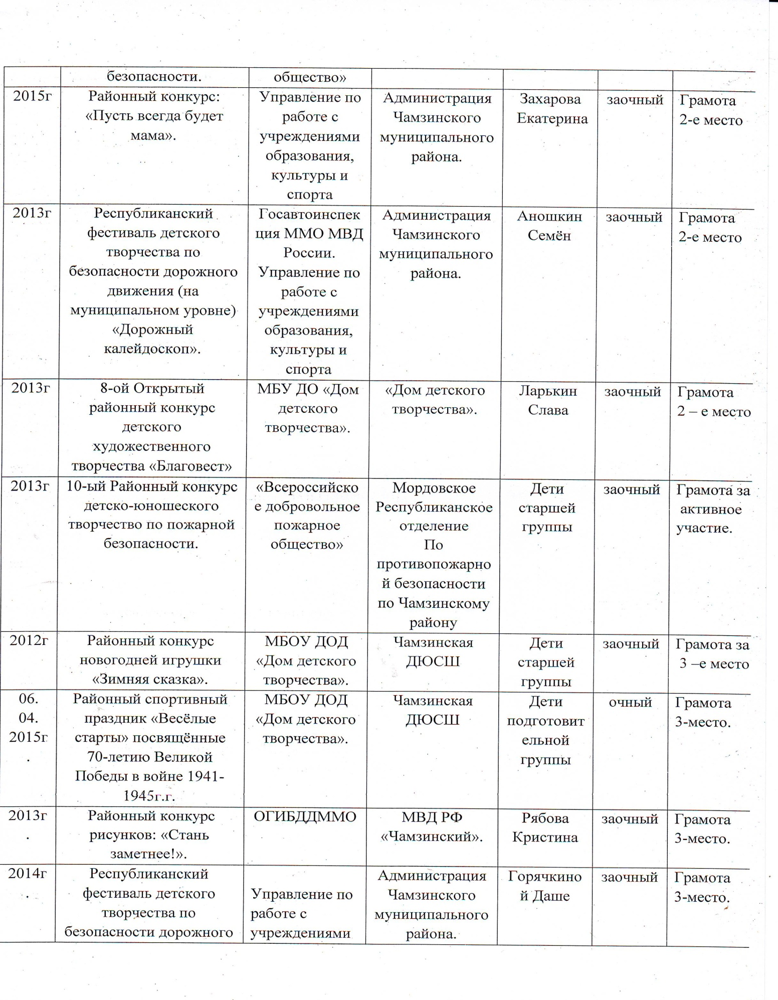 безопасности.
общество»
2015г
Районный конкурс:
«Пусть всегда будет
мама».
Управление по
работе с
учреждениями
образования,
культуры и
спорта
Администрация
Чамзинского
муниципального
района.
Захарова
Екатерина
заочный
Грамота
2-е место
2013г
Республиканский
фестиваль детского
творчества по
безопасности дорожного
движения (на
муниципальном уровне)
«Дорожный
калейдоскоп».
Госавтоинспек
ция ММО МВД
России.
Управление по
работе с
учреждениями
образования,
культуры и
спорта
Администрация
Чамзинского
муниципального
района.
Аношкин
Семён
заочный
Грамота
2-е место
2013г
8-ой Открытый
районный конкурс
детского
художественного
творчества «Благовест»
МБУ ДО «Дом
детского
творчества».
«Дом детского
творчества».
Ларькин
Слава
заочный
Грамота
2 – е место
2013г
10-ый Районный конкурс
детско-юношеского
творчество по пожарной
безопасности.
«Всероссийско
е добровольное
пожарное
общество»
Мордовское
Республиканское
отделение
По
противопожарно
й безопасности
по Чамзинскому
району
Дети
старшей
группы
заочный
Грамота за
активное
участие.
2012г
Районный конкурс
новогодней игрушки
«Зимняя сказка».
МБОУ ДОД
«Дом детского
творчества».
Чамзинская
ДЮСШ
Дети
старшей
группы
заочный
Грамота за
3 –е место
06.
04.
2015г
.
Районный спортивный
праздник «Весёлые
старты» посвящённые
70-летию Великой
Победы в войне 1941-
1945г.г.
МБОУ ДОД
«Дом детского
творчества».
Чамзинская
ДЮСШ
Дети
подготовит
ельной
группы
очный
Грамота
3-место.
2013г
.
Районный конкурс
рисунков: «Стань
заметнее!».
ОГИБДДММО
МВД РФ
«Чамзинский».
Рябова
Кристина
заочный
Грамота
3-место.
2014г
.
Республиканский
фестиваль детского
творчества по
безопасности дорожного
Управление по
работе с
учреждениями
Администрация
Чамзинского
муниципального
района.
Горячкино
й Даше
заочный
Грамота
3-место.